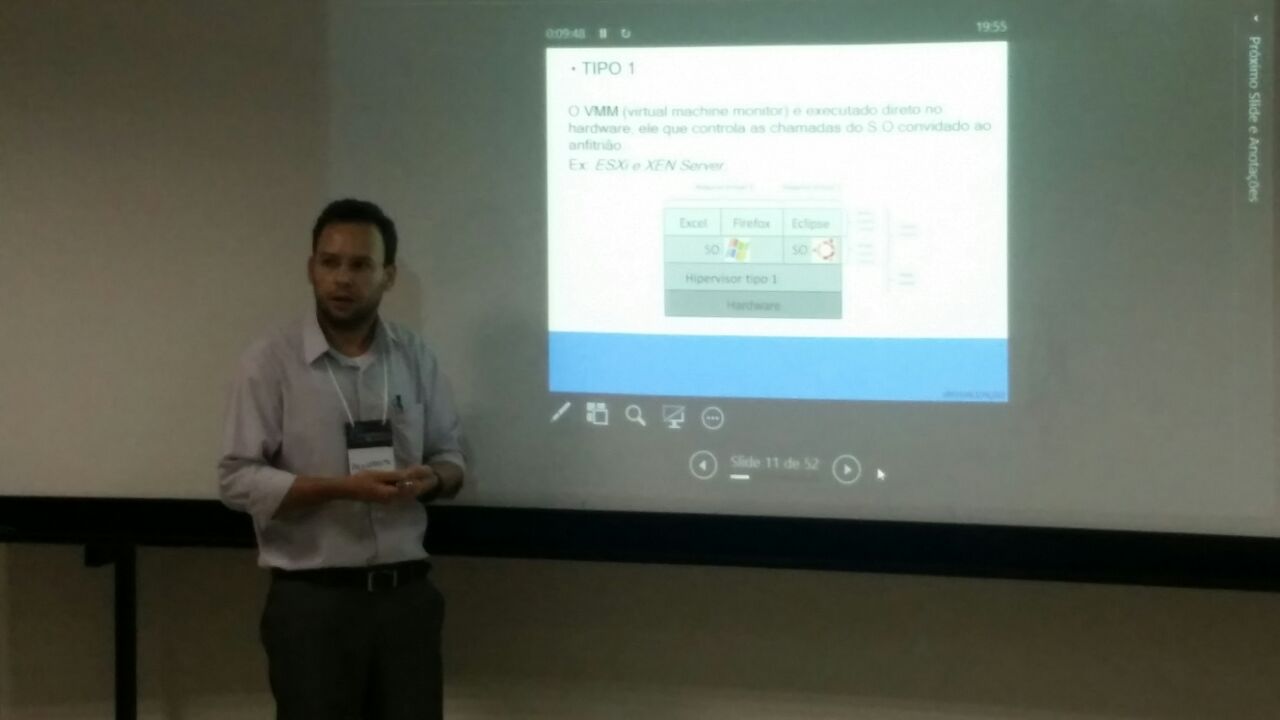 0:09:48
19:55
• TIPO 1
O VMM (virtual machine monitor) e executado direto no
hardware, ele que controla as chamadas do S.O convidado ao
anfitrião.
Ex: ESXi e XEN Server
Excel Firefox Eclipse
SO SO
Hipervisor tipo 1
Hardware
Slide 11 de 52
Próximo Slide e Anotações